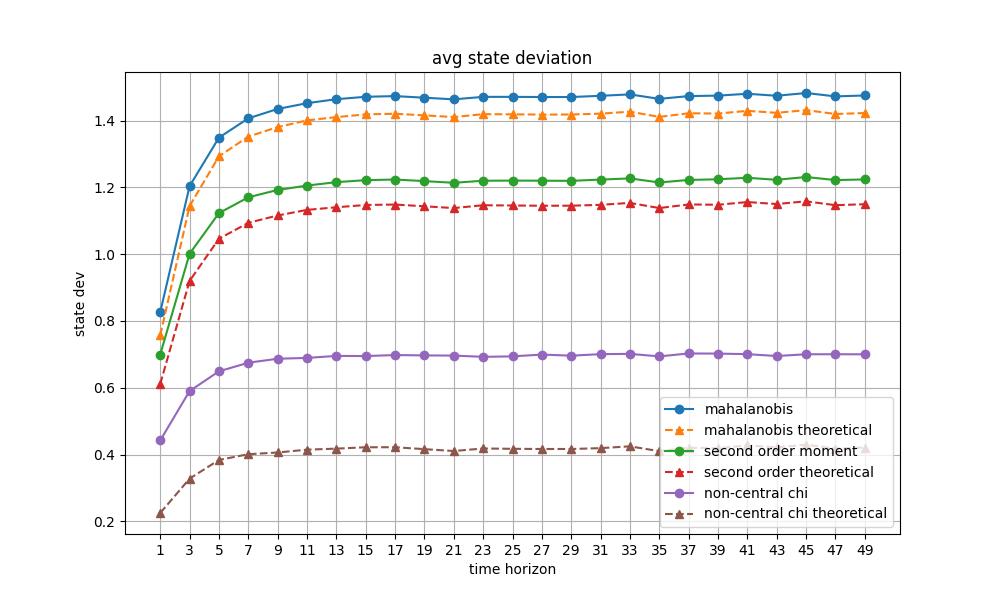 avg state deviation
state dev
1.4
1.2
1.0
0.8
0.6
0.4
0.2
mahalanobis
mahalanobis theoretical
second order moment
second order theoretical
non-central chi
non-central chi theoretical
1 3 5 7 9 11 13 15 17 19 21 23 25 27 29 31 33 35 37 39 41 43 45 47 49
time horizon